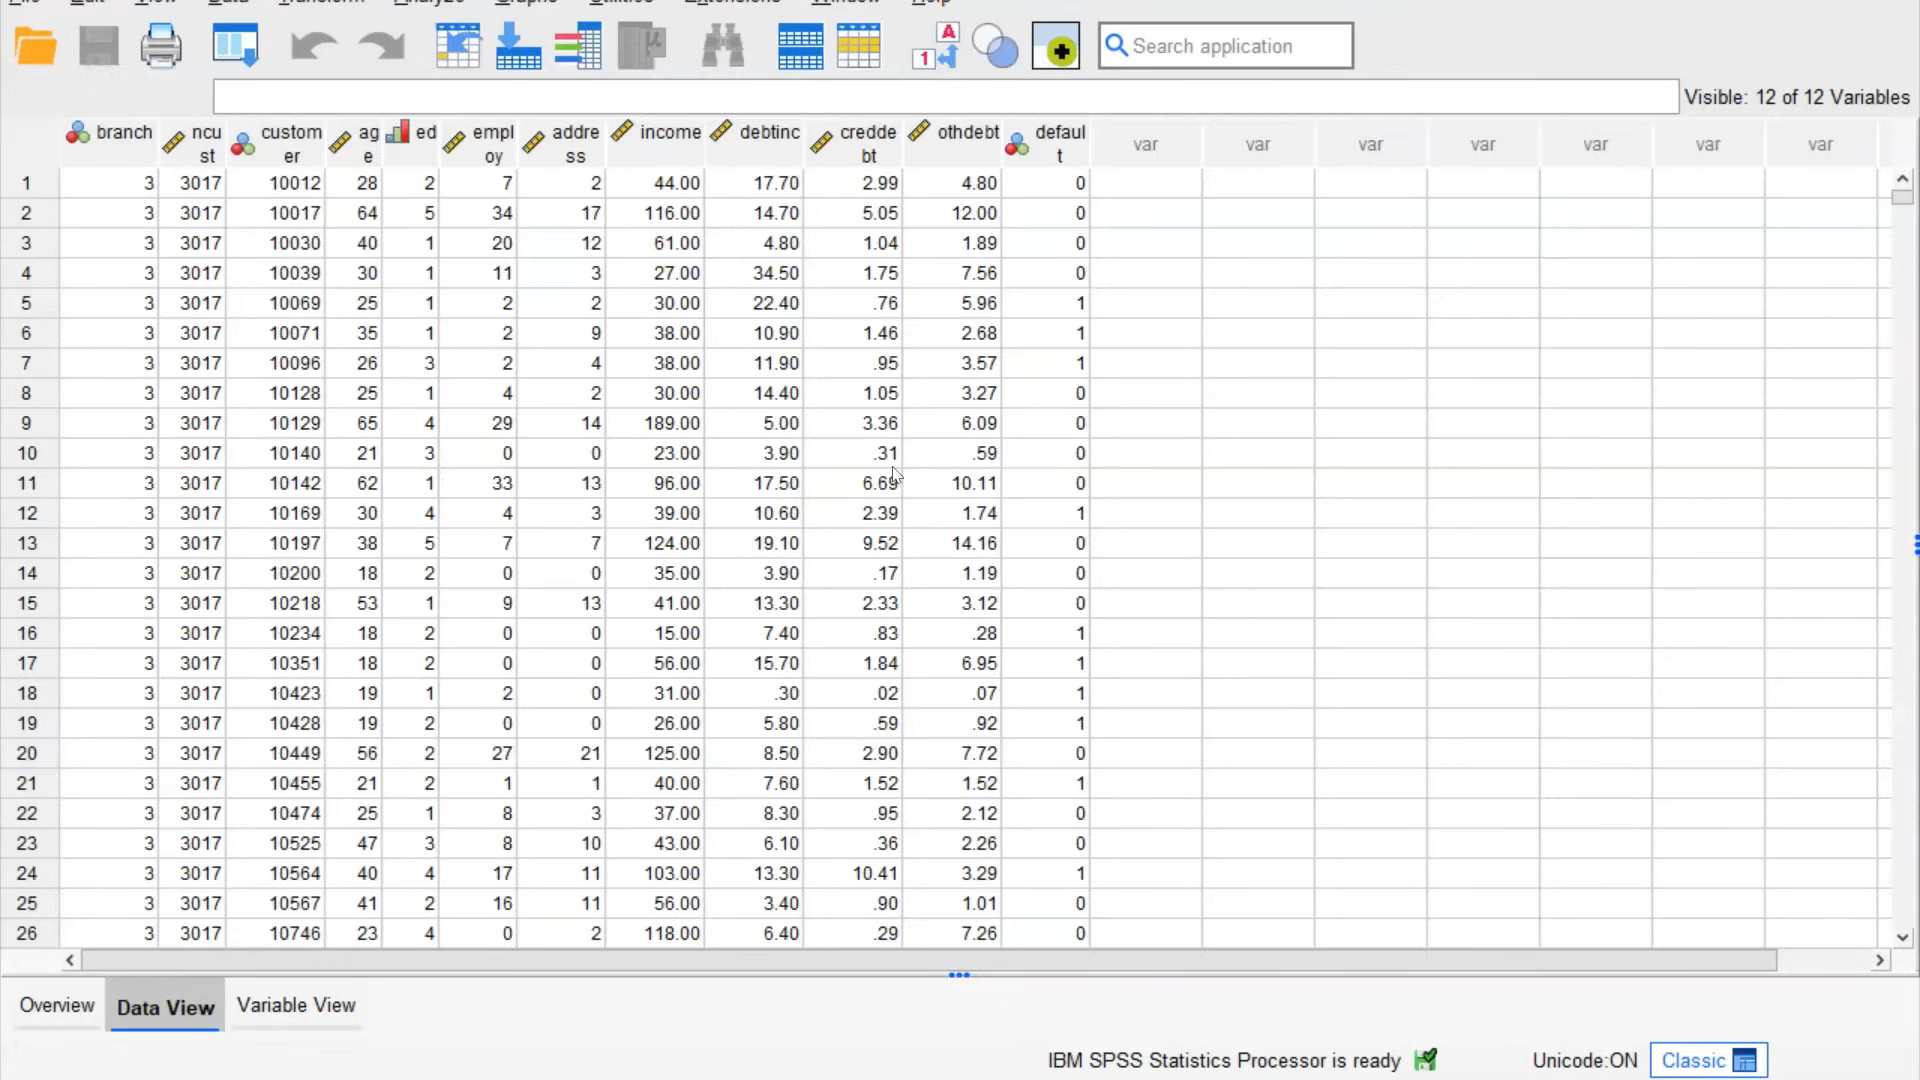 File Edit View Data Transform Analyze Graphs Utilities Extensions Window Help
A
1
Search application
Visible: 12 of 12 Variables
branch ncust customer age ed employ address income debtinc creddebt othdebt default var var var var var var var
1 3 3017 10012 28 2 7 2 44.00 17.70 2.99 4.80 0
2 3 3017 10017 64 5 34 17 116.00 14.70 5.05 12.00 0
3 3 3017 10030 40 1 20 12 61.00 4.80 1.04 1.89 0
4 3 3017 10039 30 1 11 3 27.00 34.50 1.75 7.56 0
5 3 3017 10069 25 1 2 2 30.00 22.40 .76 5.96 1
6 3 3017 10071 35 1 2 9 38.00 10.90 1.46 2.68 1
7 3 3017 10096 26 3 2 4 38.00 11.90 .95 3.57 1
8 3 3017 10128 25 1 4 2 30.00 14.40 1.05 3.27 0
9 3 3017 10129 65 4 29 14 189.00 5.00 3.36 6.09 0
10 3 3017 10140 21 3 0 0 23.00 3.90 .31 .59 0
11 3 3017 10142 62 1 33 13 96.00 17.50 6.69 10.11 0
12 3 3017 10169 30 4 4 3 39.00 10.60 2.39 1.74 1
13 3 3017 10197 38 5 7 7 124.00 19.10 9.52 14.16 0
14 3 3017 10200 18 2 0 0 35.00 3.90 .17 1.19 0
15 3 3017 10218 53 1 9 13 41.00 13.30 2.33 3.12 0
16 3 3017 10234 18 2 0 0 15.00 7.40 .83 .28 1
17 3 3017 10351 18 2 0 0 56.00 15.70 1.84 6.95 1
18 3 3017 10423 19 1 2 0 31.00 .30 .02 .07 1
19 3 3017 10428 19 2 0 0 26.00 5.80 .59 .92 1
20 3 3017 10449 56 2 27 21 125.00 8.50 2.90 7.72 0
21 3 3017 10455 21 2 1 1 40.00 7.60 1.52 1.52 1
22 3 3017 10474 25 1 8 3 37.00 8.30 .95 2.12 0
23 3 3017 10525 47 3 8 10 43.00 6.10 .36 2.26 0
24 3 3017 10564 40 4 17 11 103.00 13.30 10.41 3.29 1
25 3 3017 10567 41 2 16 11 56.00 3.40 .90 1.01 0
26 3 3017 10746 23 4 0 2 118.00 6.40 .29 7.26 0
Overview Data View Variable View
IBM SPSS Statistics Processor is ready Unicode:ON Classic